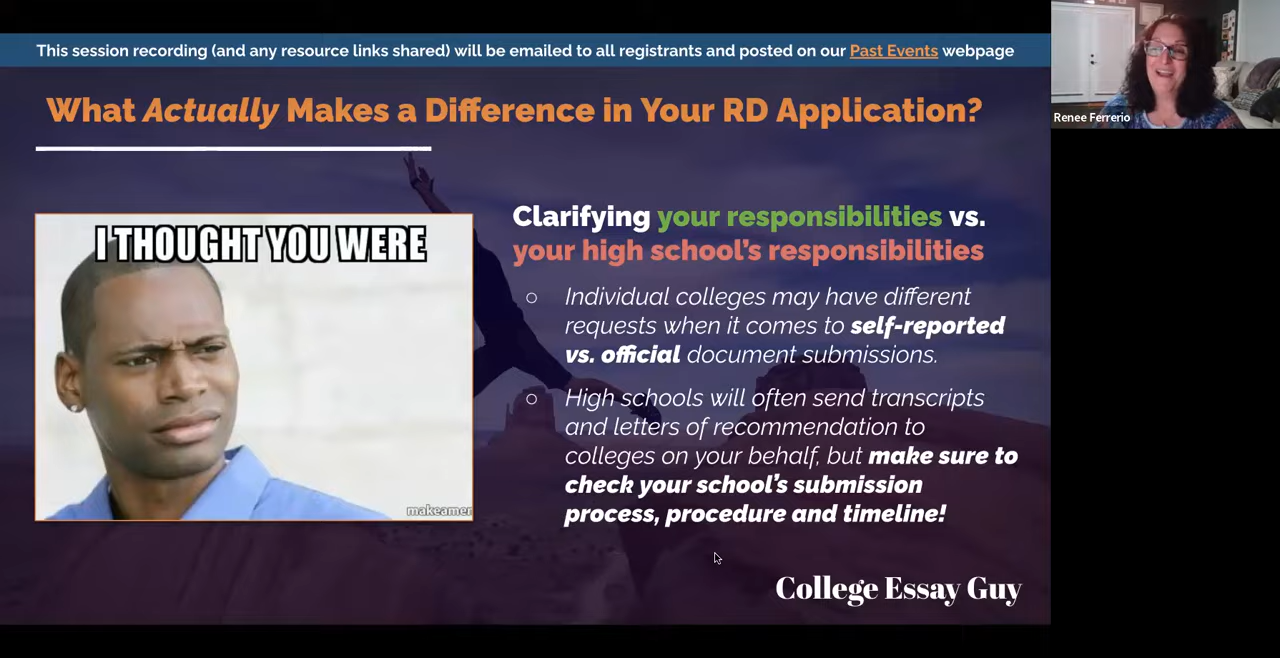 This session recording (and any resource links shared) will be emailed to all registrants and posted on our Past Events webpage
What Actually Makes a Difference in Your RD Application?
Renee Ferrerio
I THOUGHT YOU WERE
makeamem
Clarifying your responsibilities vs.
your high school's responsibilities
○ Individual colleges may have different
requests when it comes to self-reported
vs. official document submissions.
○ High schools will often send transcripts
and letters of recommendation to
colleges on your behalf, but make sure to
check your school's submission
process, procedure and timeline!
College Essay Guy